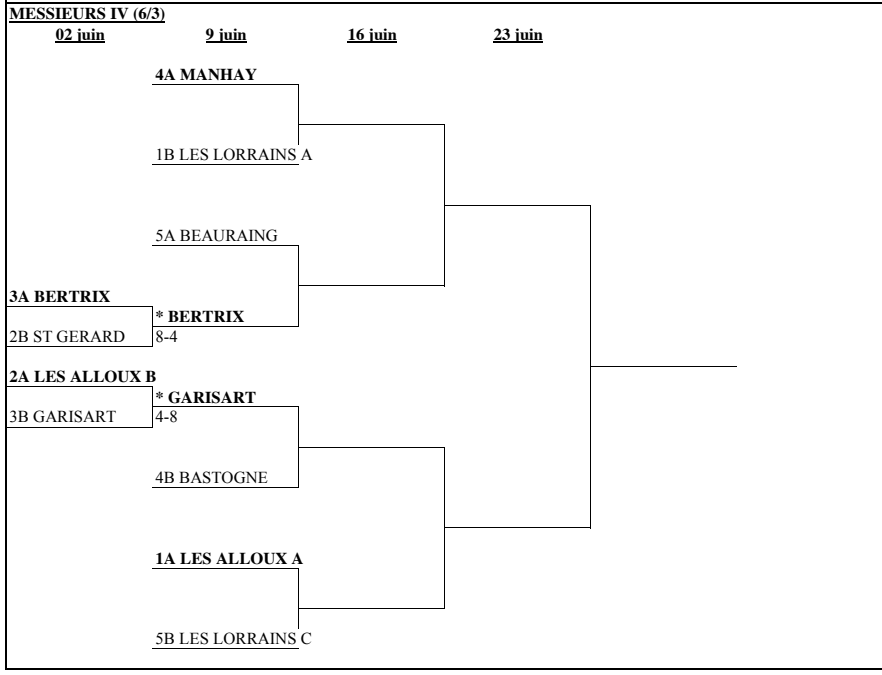 MESSIEURS IV (6/3)
02 juin 9 juin 16 juin 23 juin
4A MANHAY
1B LES LORRAINS A
5A BEAURAING
3A BERTRIX
* BERTRIX
2B ST GERARD 8-4
2A LES ALLOUX B
* GARISART
3B GARISART 4-8
4B BASTOGNE
1A LES ALLOUX A
5B LES LORRAINS C